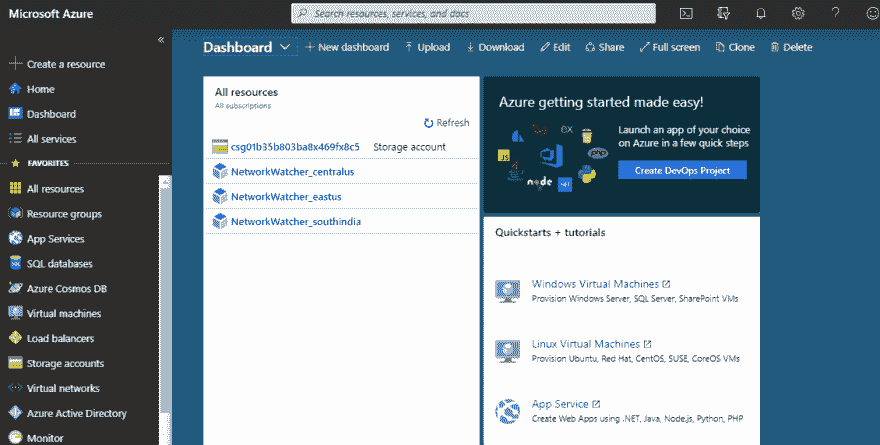 Microsoft Azure
Search resources, services, and docs
Create a resource
Home
Dashboard
All services
FAVORITES
All resources
Resource groups
App Services
SQL databases
Azure Cosmos DB
Virtual machines
Load balancers
Storage accounts
Virtual networks
Azure Active Directory
Monitor
Dashboard New dashboard Upload Download Edit Share Full screen Clone Delete
All resources
All subscriptions
Refresh
csg01b35b803ba8x469fx8c5 Storage account
NetworkWatcher_centralus
NetworkWatcher_eastus
NetworkWatcher_southindia
Azure getting started made easy!
Launch an app of your choice
on Azure in a few quick steps
Create DevOps Project
JS
ex
php
node
Quickstarts + tutorials
Windows Virtual Machines
Provision Windows Server, SQL Server, SharePoint VMs
Linux Virtual Machines
Provision Ubuntu, Red Hat, CentOS, SUSE, CoreOS VMs
App Service
Create Web Apps using .NET, Java, Node.js, Python, PHP